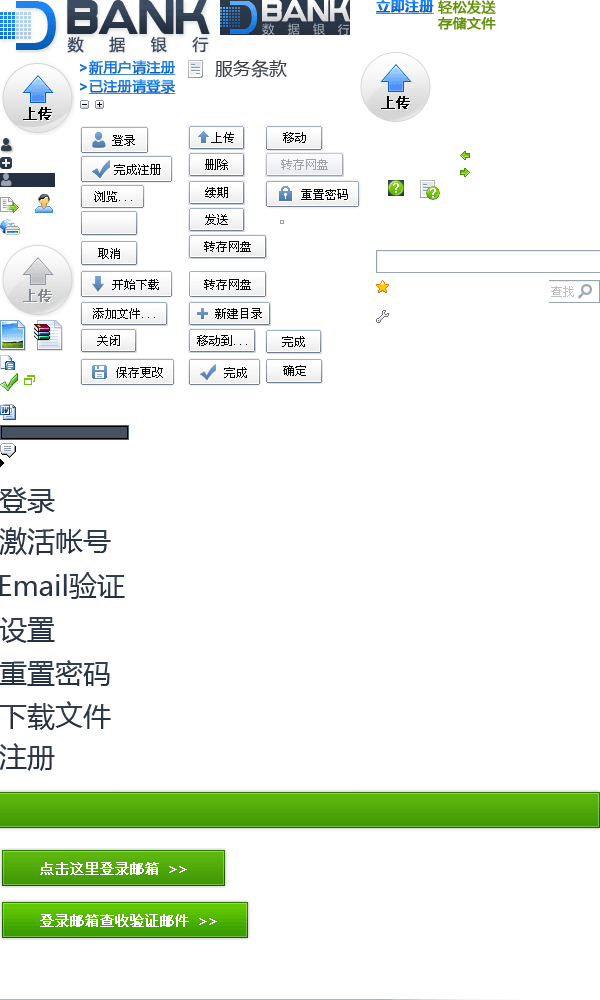 BANK
数据银行
BANK
数据银行
立即注册 轻松发送
存储文件
>新用户请注册
>已注册请登录
服务条款
上传
上传
登录
上传
移动
完成注册
删除
转存网盘
浏览...
续期
重置密码
发送
取消
转存网盘
上传
开始下载
转存网盘
查找
添加文件...
新建目录
关闭
移动到...
完成
保存更改
完成
确定
登录
激活帐号
Email验证
设置
重置密码
下载文件
注册
点击这里登录邮箱 >>
登录邮箱查收验证邮件 >>